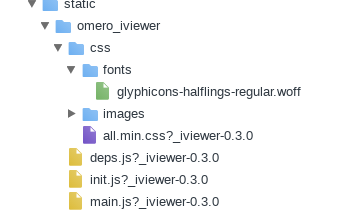 static
omero_iviewer
css
fonts
glyphicons-halflings-regular.woff
images
all.min.css?_iviewer-0.3.0
deps.js?_iviewer-0.3.0
init.js?_iviewer-0.3.0
main.js?_iviewer-0.3.0